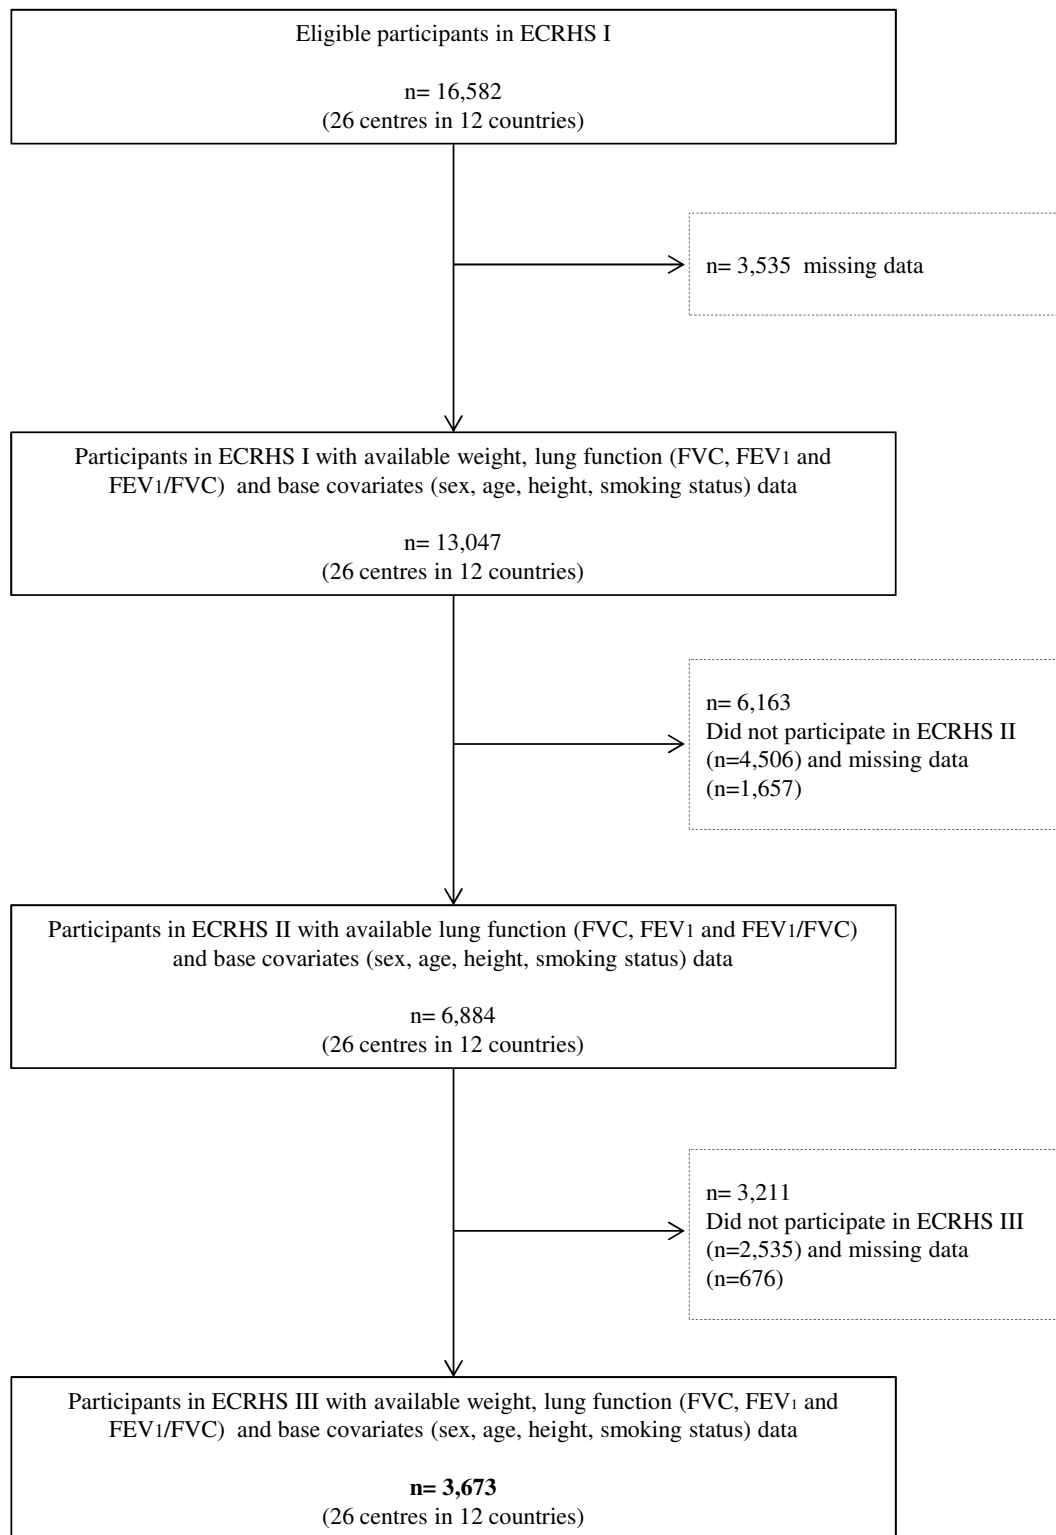 Eligible participants in ECRHS I
n= 16,582
(26 centres in 12 countries)
n= 3,535  missing data
Participants in ECRHS I with available weight, lung function (FVC, FEV1 and
FEV1/FVC)  and base covariates (sex, age, height, smoking status) data
n= 13,047
(26 centres in 12 countries)
n= 6,163
Did not participate in ECRHS II
(n=4,506) and missing data
(n=1,657)
Participants in ECRHS II with available lung function (FVC, FEV1 and FEV1/FVC)
and base covariates (sex, age, height, smoking status) data
n= 6,884
(26 centres in 12 countries)
n= 3,211
Did not participate in ECRHS III
(n=2,535) and missing data
(n=676)
Participants in ECRHS III with available weight, lung function (FVC, FEV1 and
FEV1/FVC)  and base covariates (sex, age, height, smoking status) data
n= 3,673
(26 centres in 12 countries)